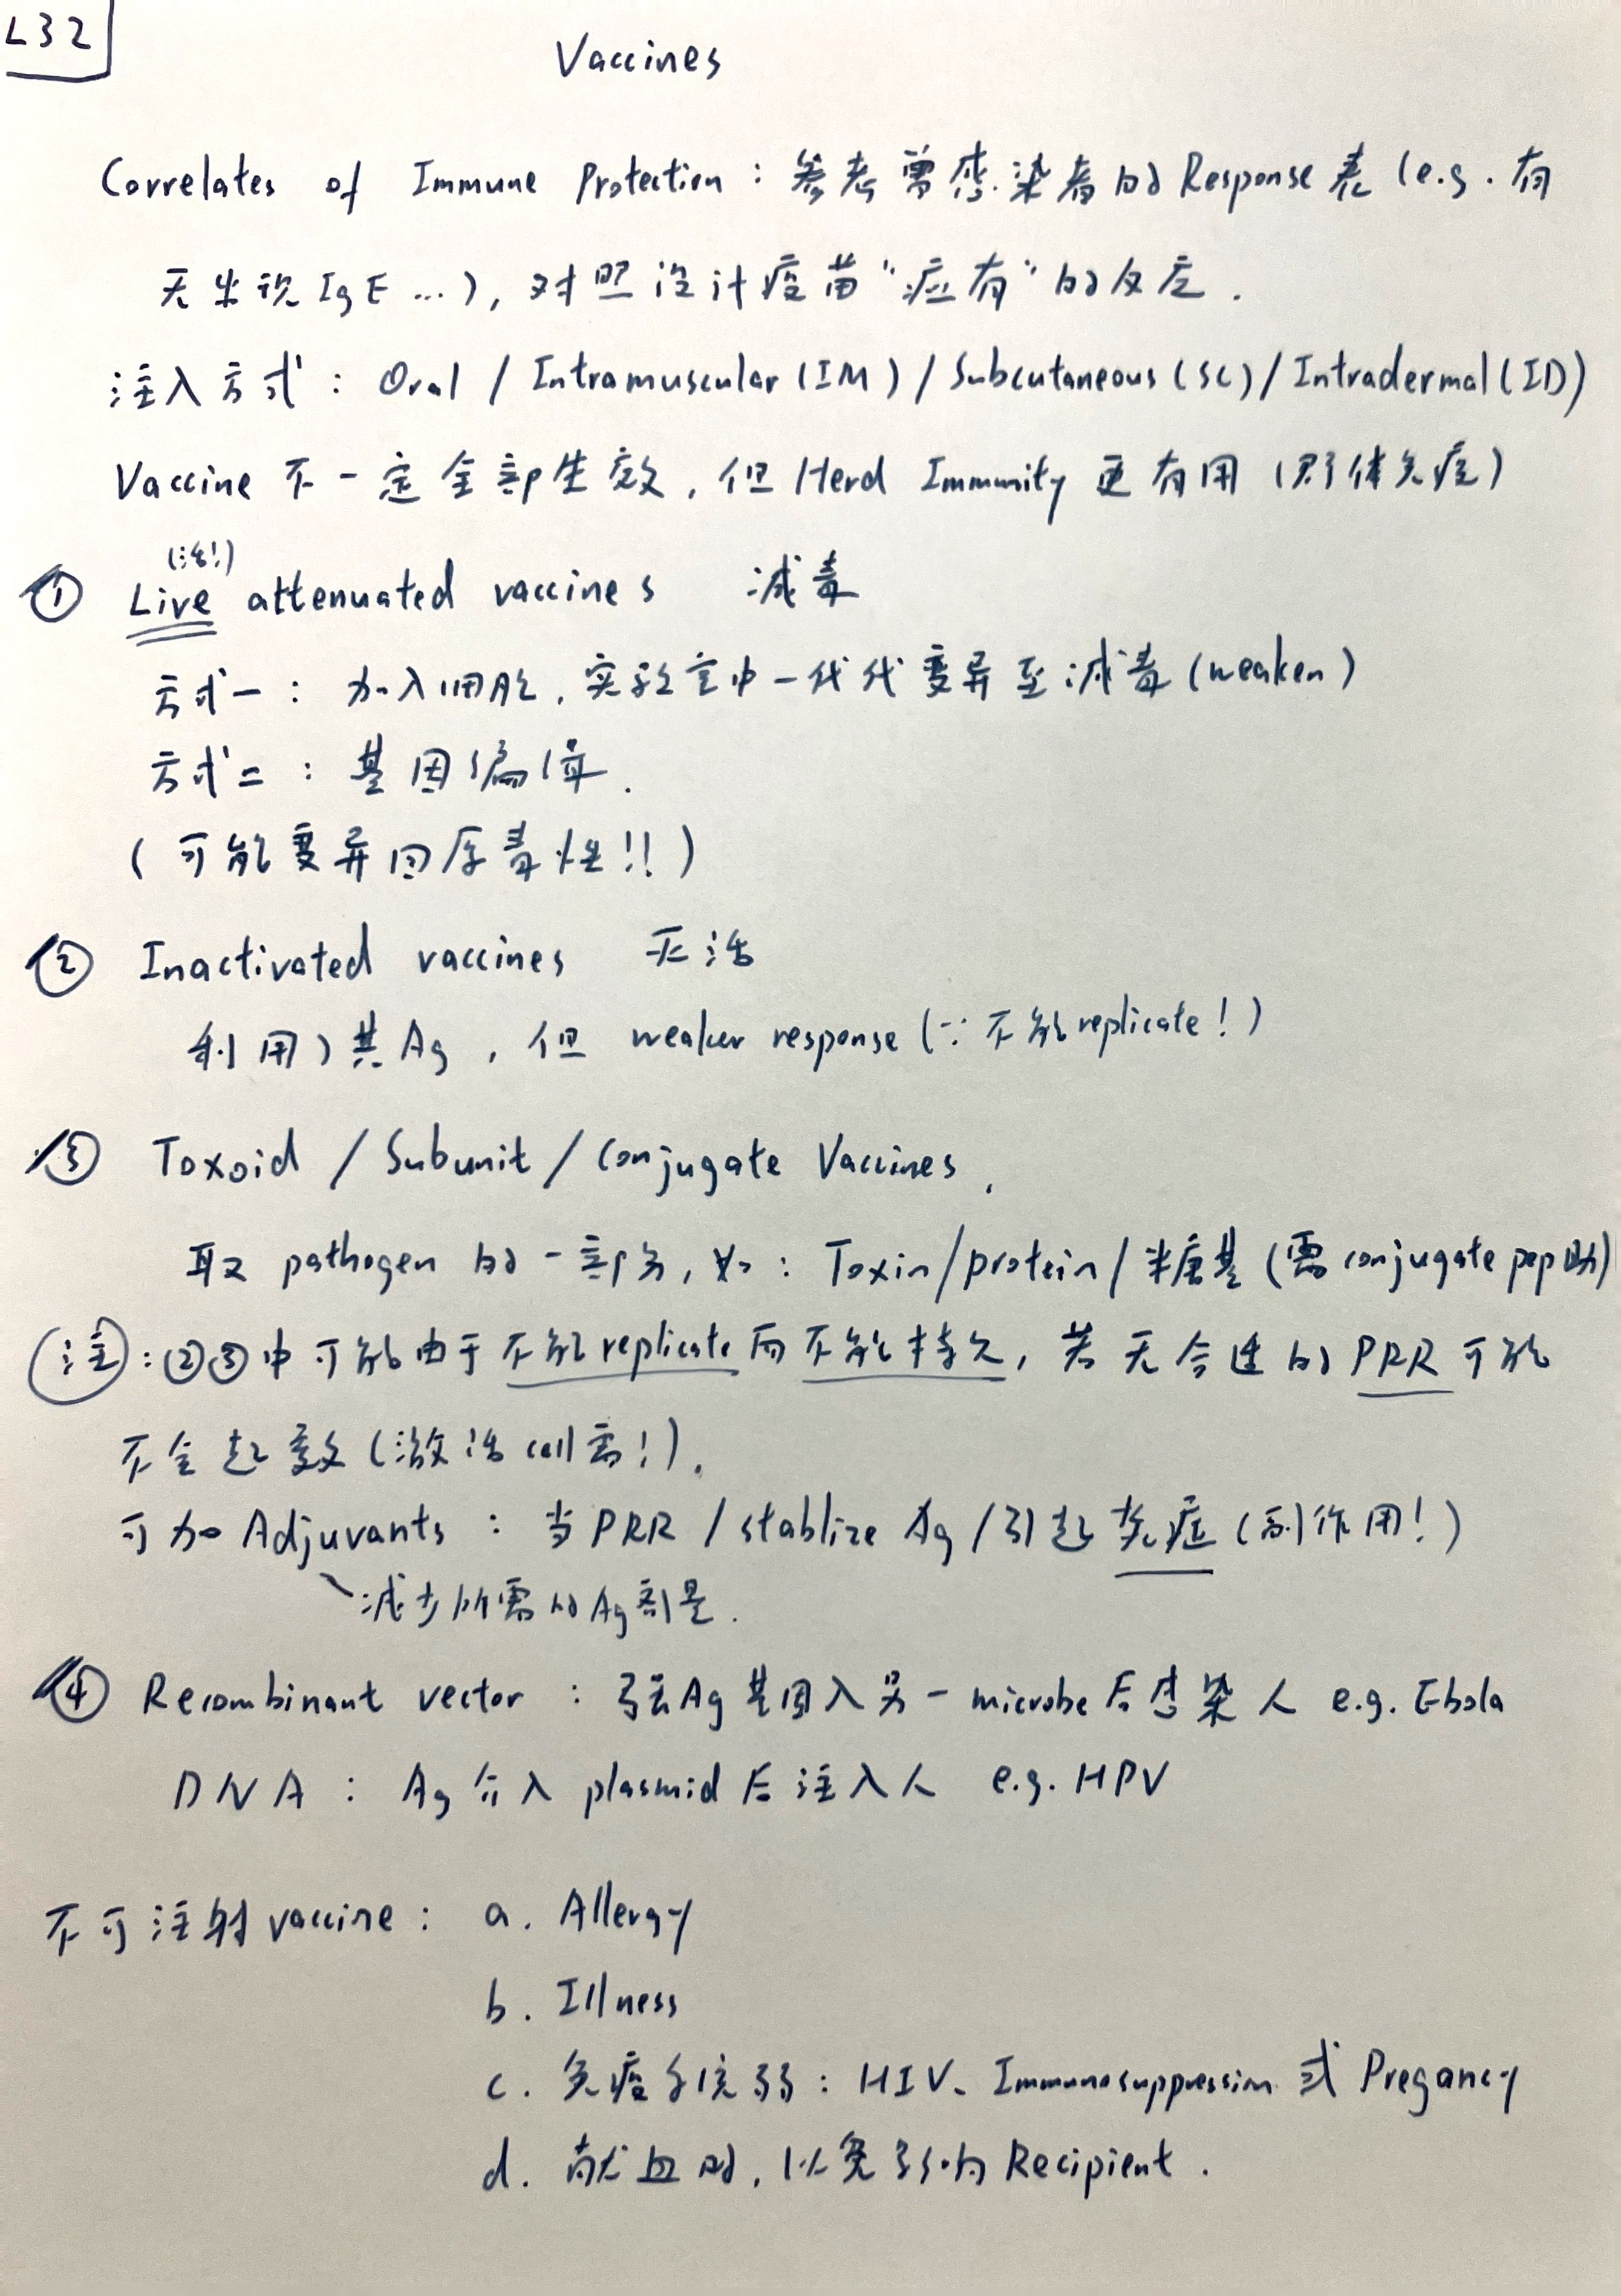 L32
Vaccines
Correlates of Immune Protection：参考曾感染者的Response表（e.g. 有
无出现IgE ...），对照设计疫苗"应有"的反应．
注入方式：Oral / Intramuscular (IM) / Subcutaneous (SC) / Intradermal (ID)
Vaccine 不一定全部生效，但 Herd Immunity 更有用（群体免疫）
(活!)
① Live attenuated vaccines 减毒
方式一：加入细胞，实验室中一代代变异至减毒 (weaken)
方式二：基因编辑．
（可能变异回原毒性!!）
② Inactivated vaccines 灭活
利用其Ag，但 weaker response (∵ 不能replicate!)
③ Toxoid / Subunit / Conjugate Vaccines,
取 pathogen 的一部分，如：Toxin/protein/糖基（需conjugate pep助)
注：②③中可能由于不能replicate而不能持久，若无合适的PRR可能
不会起效（激活cell需!）．
可加Adjuvants：当PRR / stablize Ag / 引起炎症（副作用!）
减少所需的Ag剂量．
④ Recombinant vector：Ag基因入另一microbe后感染人 e.g. Ebola
DNA：Ag 入 plasmid 后注入人 e.g. HPV
不可注射vaccine：a. Allergy
b. Illness
c. 免疫系统弱：HIV、Immunosuppression 或 Pregancy
d. 献血时，以免影响Recipient．